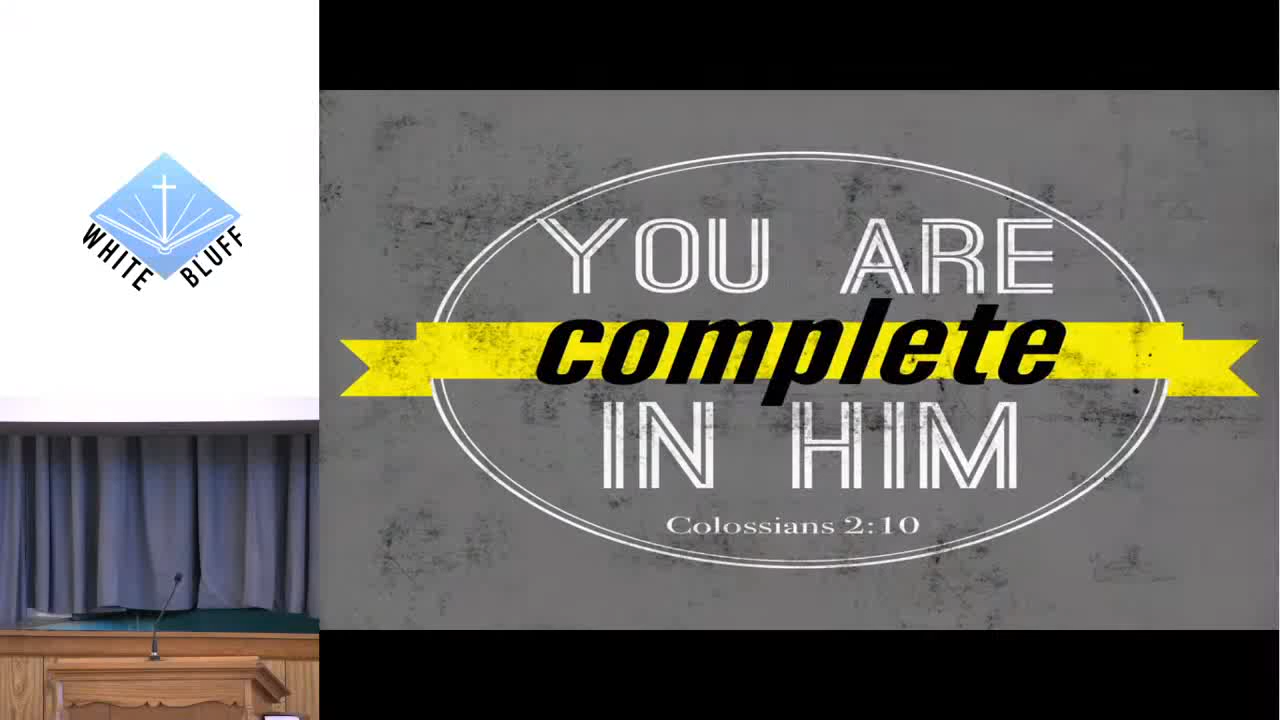 WHITE BLUFF
YOU ARE
complete
IN HIM
Colossians 2:10